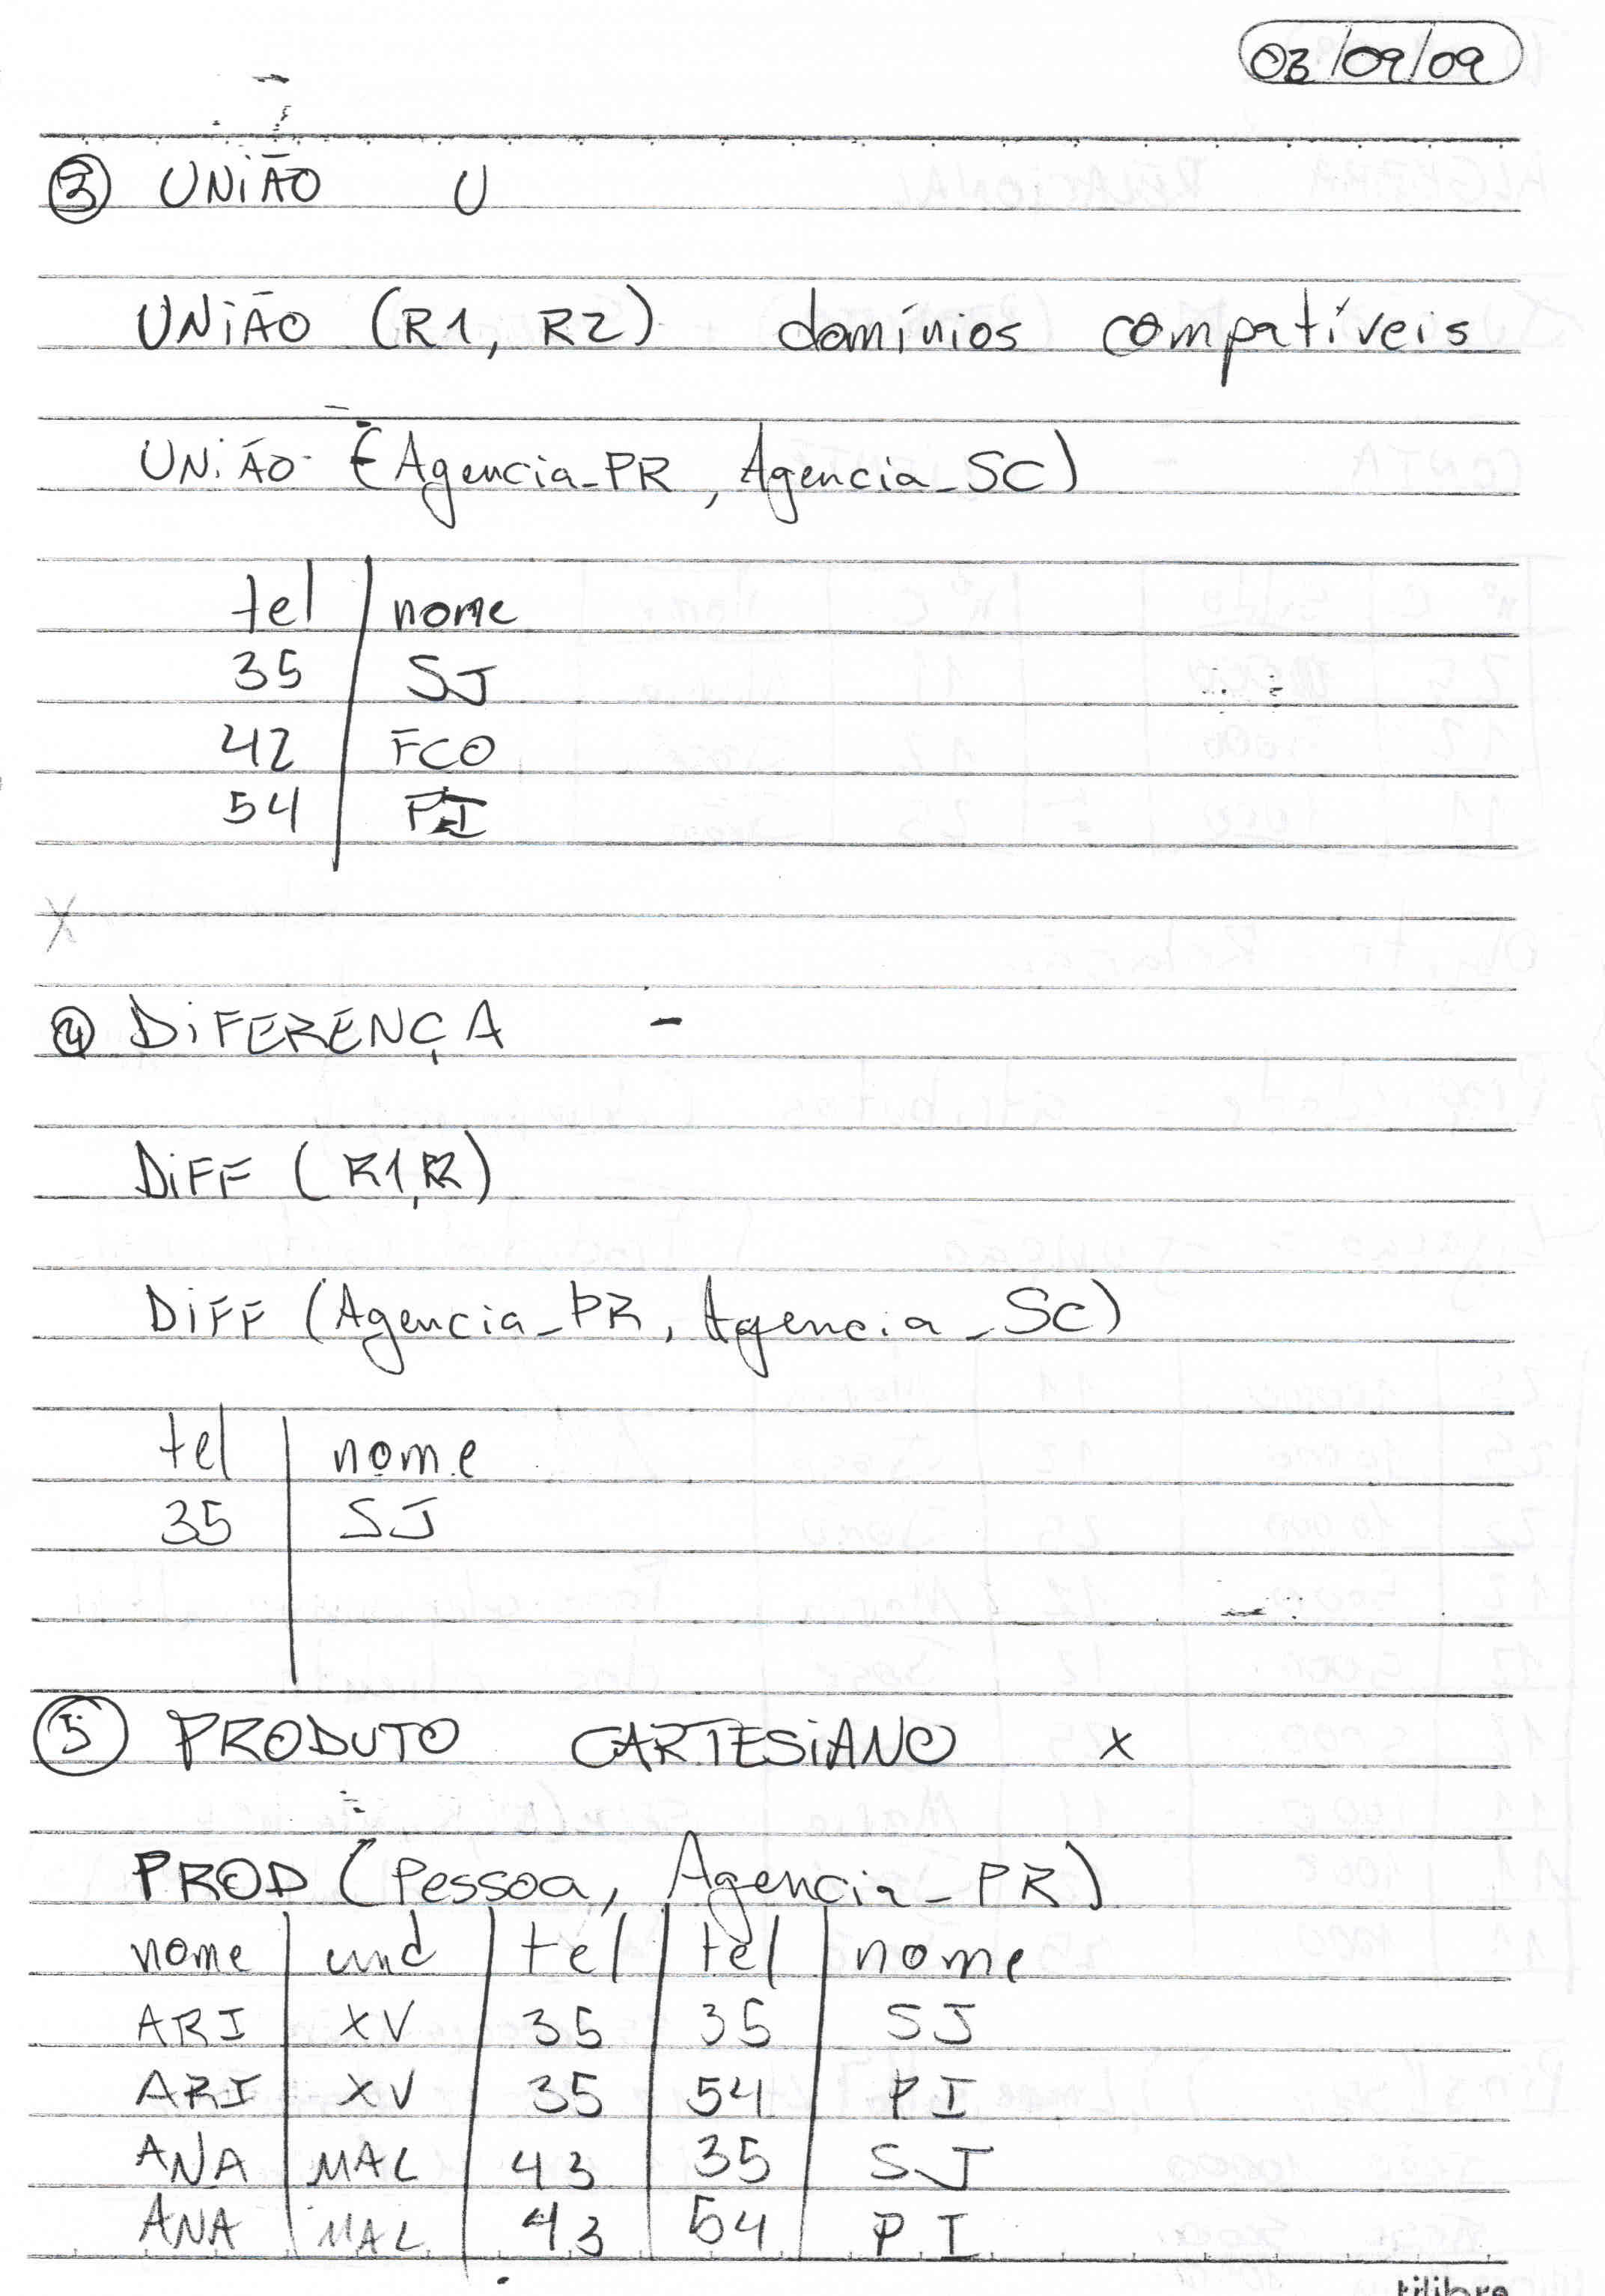 03/09/09
3 UNIÃO U
UNIÃO (R1, R2) domínios compatíveis
UNIÃO (Agencia_PR, Agencia_SC)
tel nome
35 SJ
42 FCO
54 PI
X
4 DIFERENÇA -
DIFF (R1,R2)
DIFF (Agencia_PR, Agencia_SC)
tel nome
35 SJ
5 PRODUTO CARTESIANO x
PROD (Pessoa, Agencia_PR)
nome und tel tel nome
ARI XV 35 35 SJ
ARI XV 35 54 PI
ANA MAL 43 35 SJ
ANA MAL 43 54 PI
tilibra